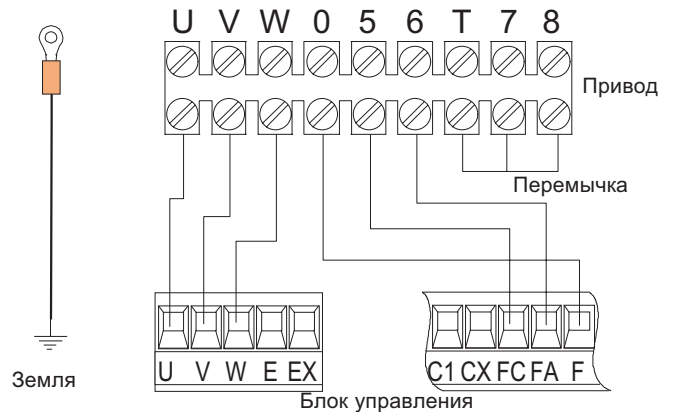 U V W 0 5 6 T 7 8
Привод
Перемычка
U V W E EX
C1 CX FC FA F
Земля
Блок управления